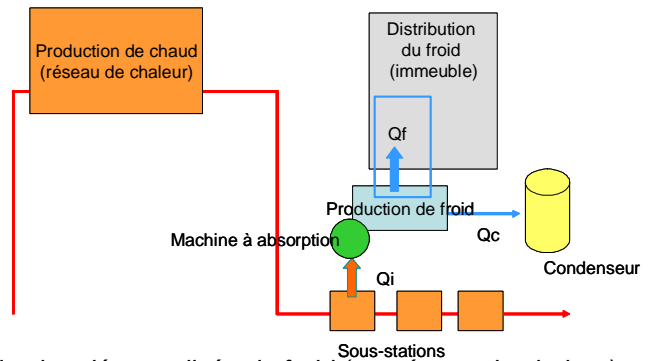 Production de chaud
(réseau de chaleur)
Distribution
du froid
(immeuble)
Qf
Production de froid
Machine à absorption
Qc
Qi
Condenseur
Sous-stations